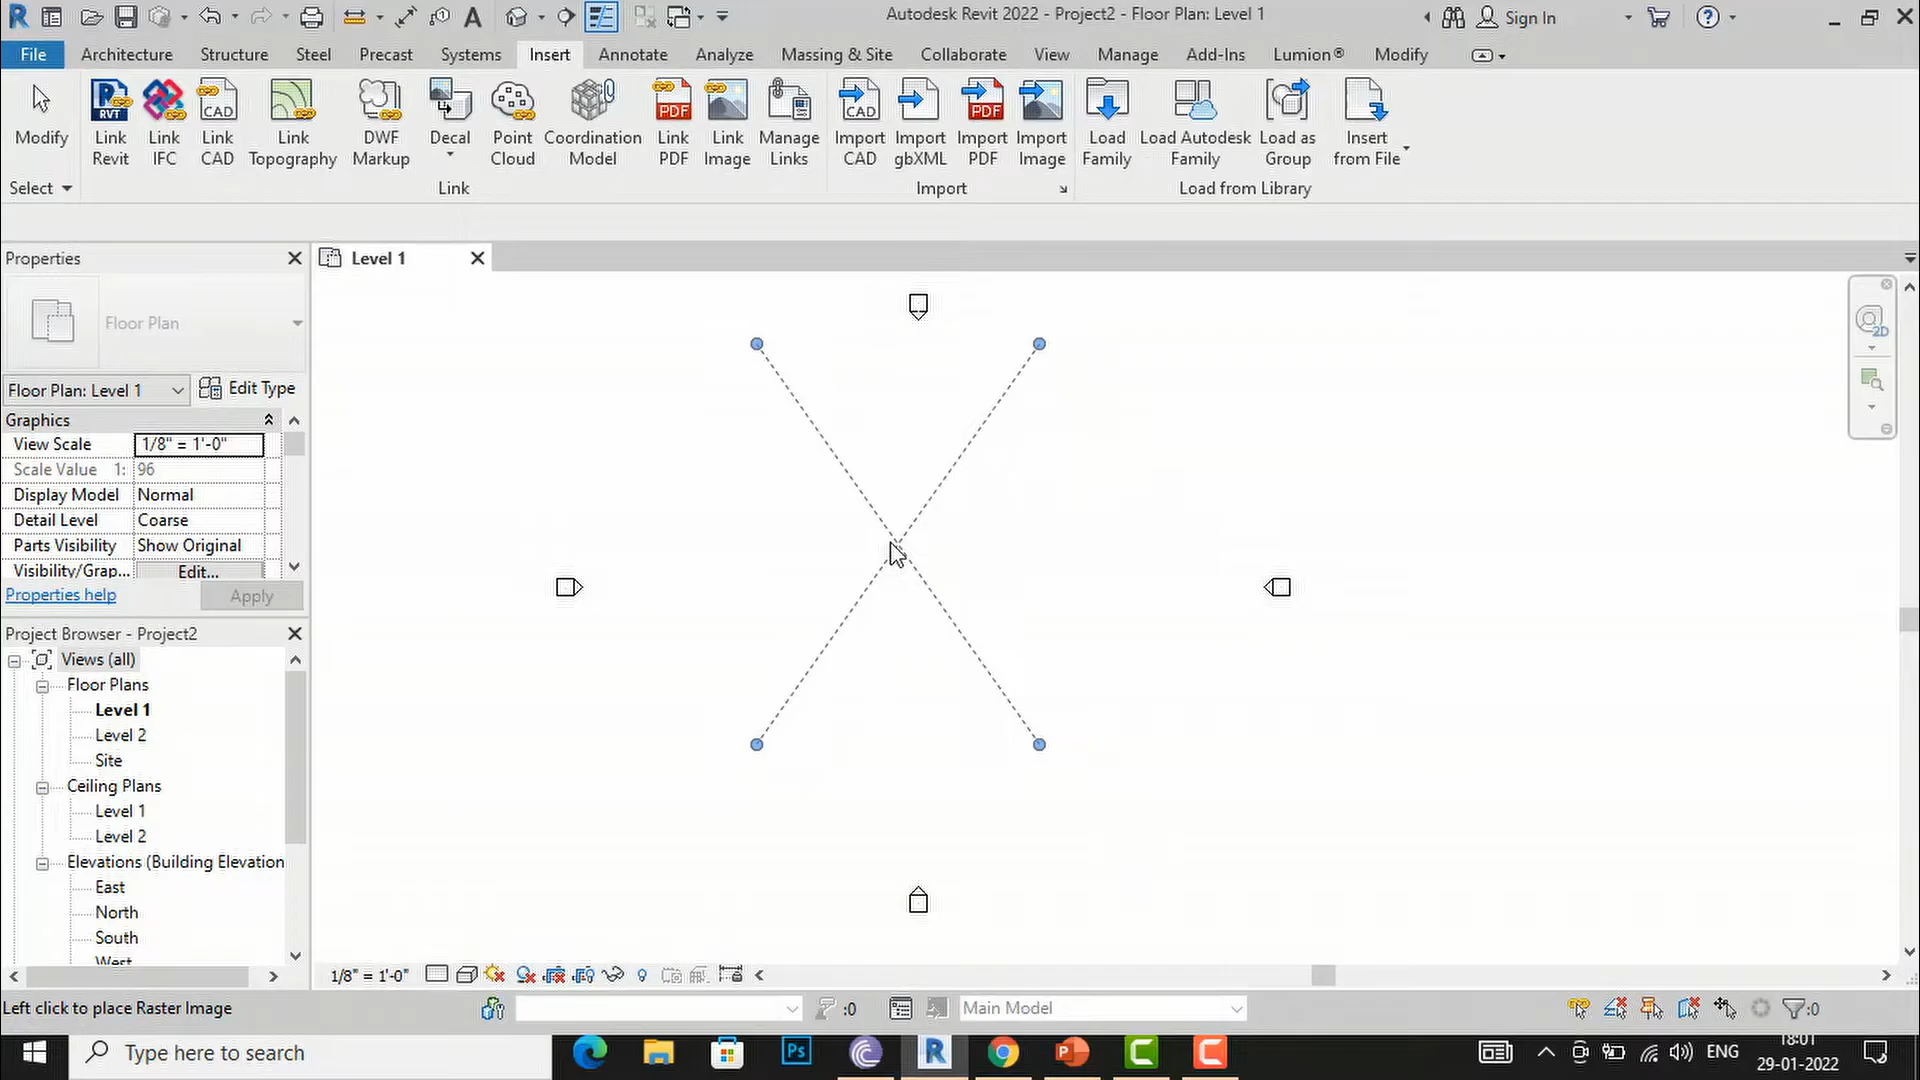 Autodesk Revit 2022 - Project2 - Floor Plan: Level 1
Sign In
File Architecture Structure Steel Precast Systems Insert Annotate Analyze Massing & Site Collaborate View Manage Add-Ins Lumion® Modify
Modify
Link Revit
Link IFC
Link CAD
Link Topography
DWF Markup
Decal
Point Cloud
Coordination Model
Link PDF
Link Image
Manage Links
Import CAD
Import gbXML
Import PDF
Import Image
Load Family
Load Autodesk Family
Load as Group
Insert from File
Select
Link
Import
Load from Library
Properties
Level 1
Floor Plan
Floor Plan: Level 1
Edit Type
Graphics
View Scale 1/8" = 1'-0"
Scale Value 1: 96
Display Model Normal
Detail Level Coarse
Parts Visibility Show Original
Visibility/Grap... Edit...
Properties help
Apply
Project Browser - Project2
Views (all)
Floor Plans
Level 1
Level 2
Site
Ceiling Plans
Level 1
Level 2
Elevations (Building Elevation
East
North
South
West
1/8" = 1'-0"
Left click to place Raster Image
:0
Main Model
:0
Type here to search
ENG
18:01
29-01-2022